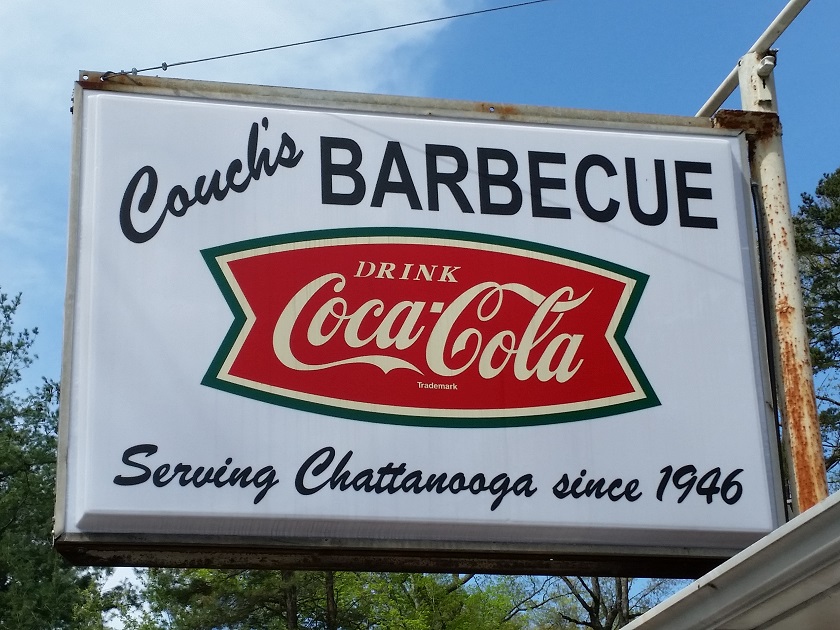 Couch's BARBECUE
DRINK
Coca-Cola
Trademark
Serving Chattanooga since 1946